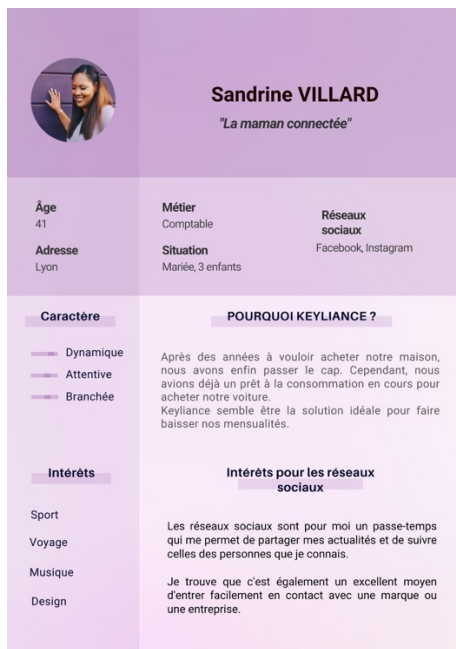 Sandrine VILLARD
"La maman connectée"
Âge
41
Adresse
Lyon
Métier
Comptable
Situation
Mariée, 3 enfants
Réseaux
sociaux
Facebook, Instagram
Caractère
Dynamique
Attentive
Branchée
POURQUOI KEYLIANCE ?
Après des années à vouloir acheter notre maison,
nous avons enfin passer le cap. Cependant, nous
avions déjà un prêt à la consommation en cours pour
acheter notre voiture.
Keyliance semble être la solution idéale pour faire
baisser nos mensualités.
Intérêts
Sport
Voyage
Musique
Design
Intérêts pour les réseaux
sociaux
Les réseaux sociaux sont pour moi un passe-temps
qui me permet de partager mes actualités et de suivre
celles des personnes que je connais.
Je trouve que c'est également un excellent moyen
d'entrer facilement en contact avec une marque ou
une entreprise.